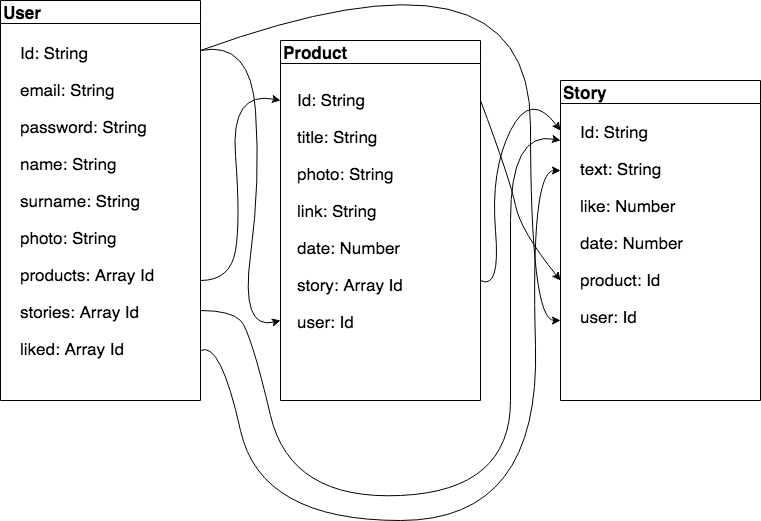 User
Id: String
email: String
password: String
name: String
surname: String
photo: String
products: Array Id
stories: Array Id
liked: Array Id
Product
Id: String
title: String
photo: String
link: String
date: Number
story: Array Id
user: Id
Story
Id: String
text: String
like: Number
date: Number
product: Id
user: Id